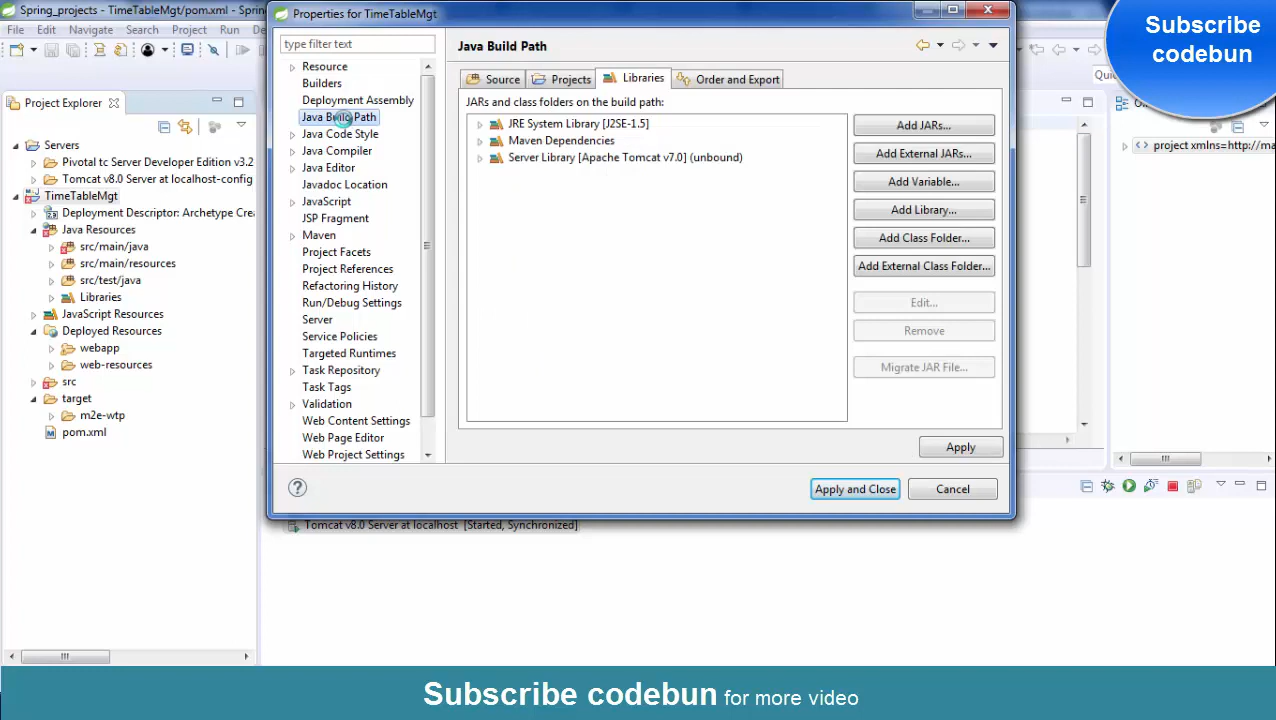 Spring_projects - TimeTableMgt/pom.xml - Spri
File Edit Navigate Search Project Run De
Project Explorer
Servers
Pivotal tc Server Developer Edition v3.2
Tomcat v8.0 Server at localhost-config
TimeTableMgt
Deployment Descriptor: Archetype Cre
Java Resources
src/main/java
src/main/resources
src/test/java
Libraries
JavaScript Resources
Deployed Resources
webapp
web-resources
src
target
m2e-wtp
pom.xml
Properties for TimeTableMgt
type filter text
Resource
Builders
Deployment Assembly
Java Build Path
Java Code Style
Java Compiler
Java Editor
Javadoc Location
JavaScript
JSP Fragment
Maven
Project Facets
Project References
Refactoring History
Run/Debug Settings
Server
Service Policies
Targeted Runtimes
Task Repository
Task Tags
Validation
Web Content Settings
Web Page Editor
Web Project Settings
Java Build Path
Source Projects Libraries Order and Export
JARs and class folders on the build path:
JRE System Library [J2SE-1.5]
Maven Dependencies
Server Library [Apache Tomcat v7.0] (unbound)
Add JARs...
Add External JARs...
Add Variable...
Add Library...
Add Class Folder...
Add External Class Folder...
Edit...
Remove
Migrate JAR File...
Apply
Apply and Close Cancel
Tomcat v8.0 Server at localhost [Started, Synchronized]
Subscribe
codebun
Quic
project xmlns=http://ma
Subscribe codebun for more video